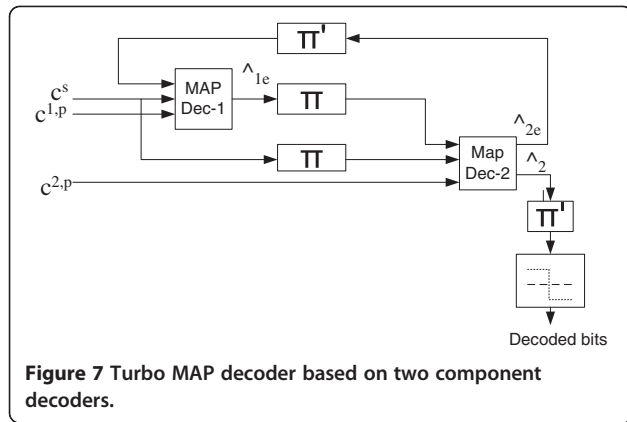 π'
c^s
MAP
Dec-1
^1e
π
c^1,p
^2e
π
Map
Dec-2
^2
c^2,p
π'
Decoded bits
Figure 7 Turbo MAP decoder based on two component
decoders.